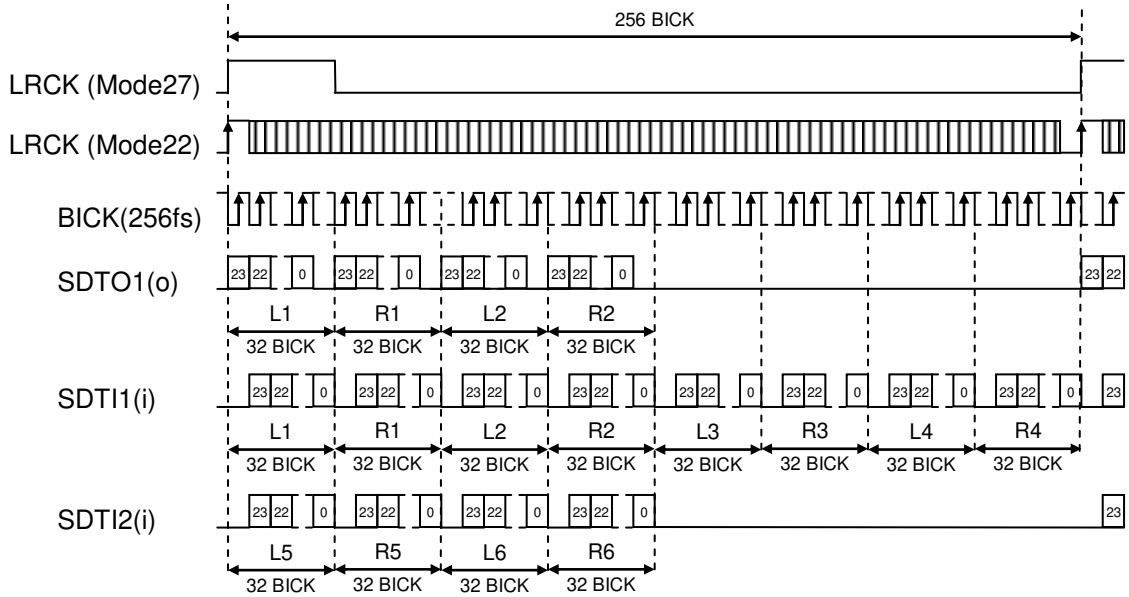 256 BICK
LRCK (Mode27)
LRCK (Mode22)
BICK(256fs)
SDTO1(o)
23 22 0 23 22 0 23 22 0 23 22 0 23 22
L1 R1 L2 R2
32 BICK 32 BICK 32 BICK 32 BICK
SDTI1(i)
23 22 0 23 22 0 23 22 0 23 22 0 23 22 0 23 22 0 23 22 0 23 22 0 23
L1 R1 L2 R2 L3 R3 L4 R4
32 BICK 32 BICK 32 BICK 32 BICK 32 BICK 32 BICK 32 BICK 32 BICK
SDTI2(i)
23 22 0 23 22 0 23 22 0 23 22 0 23
L5 R5 L6 R6
32 BICK 32 BICK 32 BICK 32 BICK